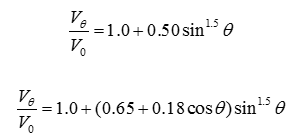 V_θ/V_0 = 1.0 + 0.50 sin^{1.5} θ
V_θ/V_0 = 1.0 + (0.65 + 0.18 cos θ) sin^{1.5} θ